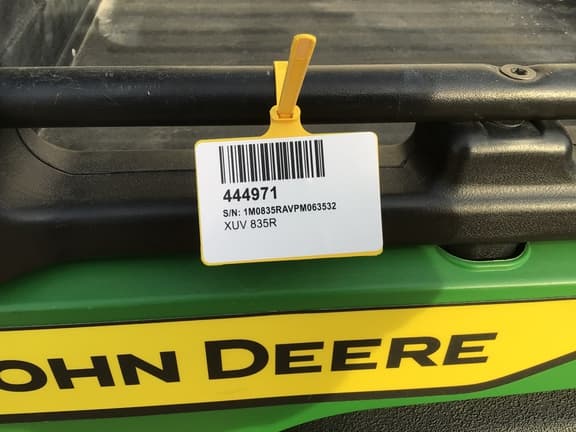 444971
S/N: 1M0835RAVPM063532
XUV 835R
JOHN DEERE